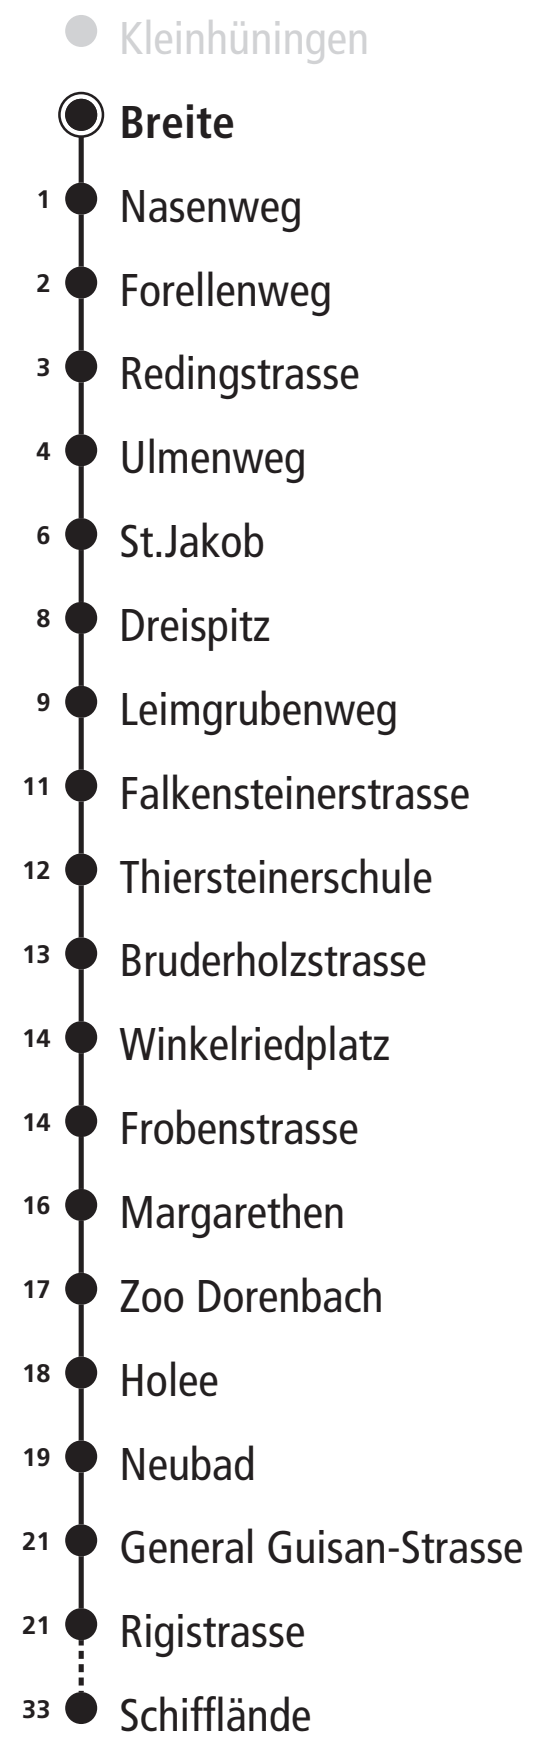 Kleinhüningen
Breite
1 Nasenweg
2 Forellenweg
3 Redingstrasse
4 Ulmenweg
6 St.Jakob
8 Dreispitz
9 Leimgrubenweg
11 Falkensteinerstrasse
12 Thiersteinerschule
13 Bruderholzstrasse
14 Winkelriedplatz
14 Frobenstrasse
16 Margarethen
17 Zoo Dorenbach
18 Holee
19 Neubad
21 General Guisan-Strasse
21 Rigistrasse
33 Schifflände